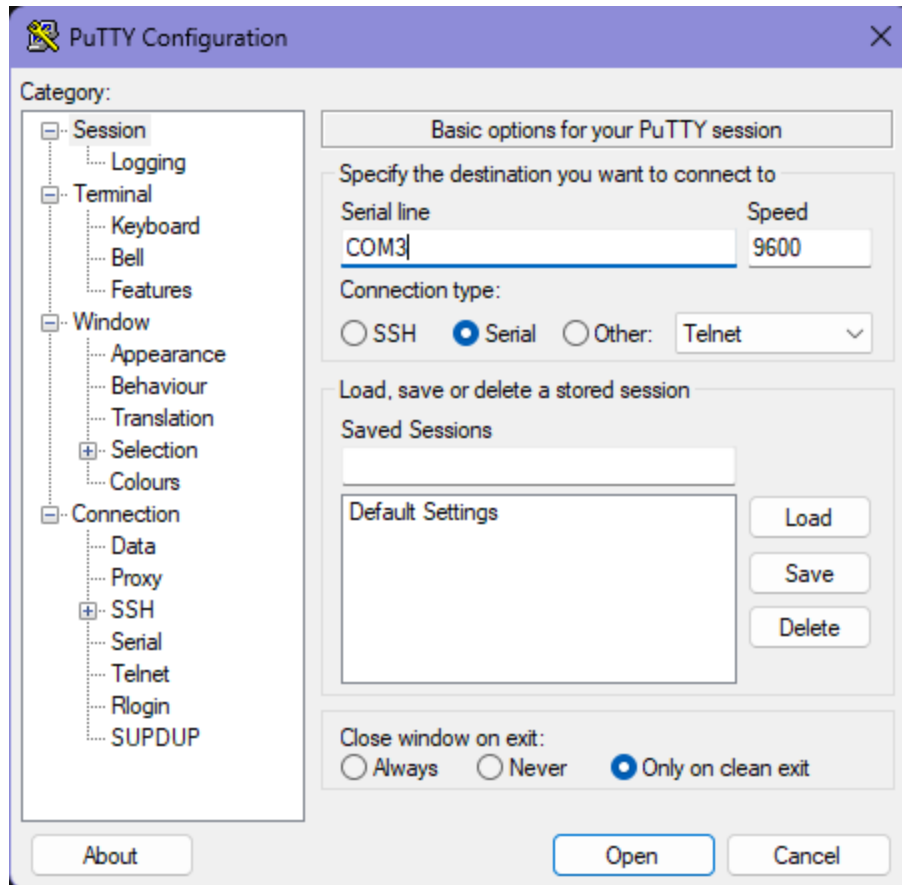 PuTTY Configuration
Category:
Session
Logging
Terminal
Keyboard
Bell
Features
Window
Appearance
Behaviour
Translation
Selection
Colours
Connection
Data
Proxy
SSH
Serial
Telnet
Rlogin
SUPDUP
Basic options for your PuTTY session
Specify the destination you want to connect to
Serial line Speed
COM3 9600
Connection type:
SSH Serial Other: Telnet
Load, save or delete a stored session
Saved Sessions
Default Settings
Load
Save
Delete
Close window on exit:
Always Never Only on clean exit
About Open Cancel